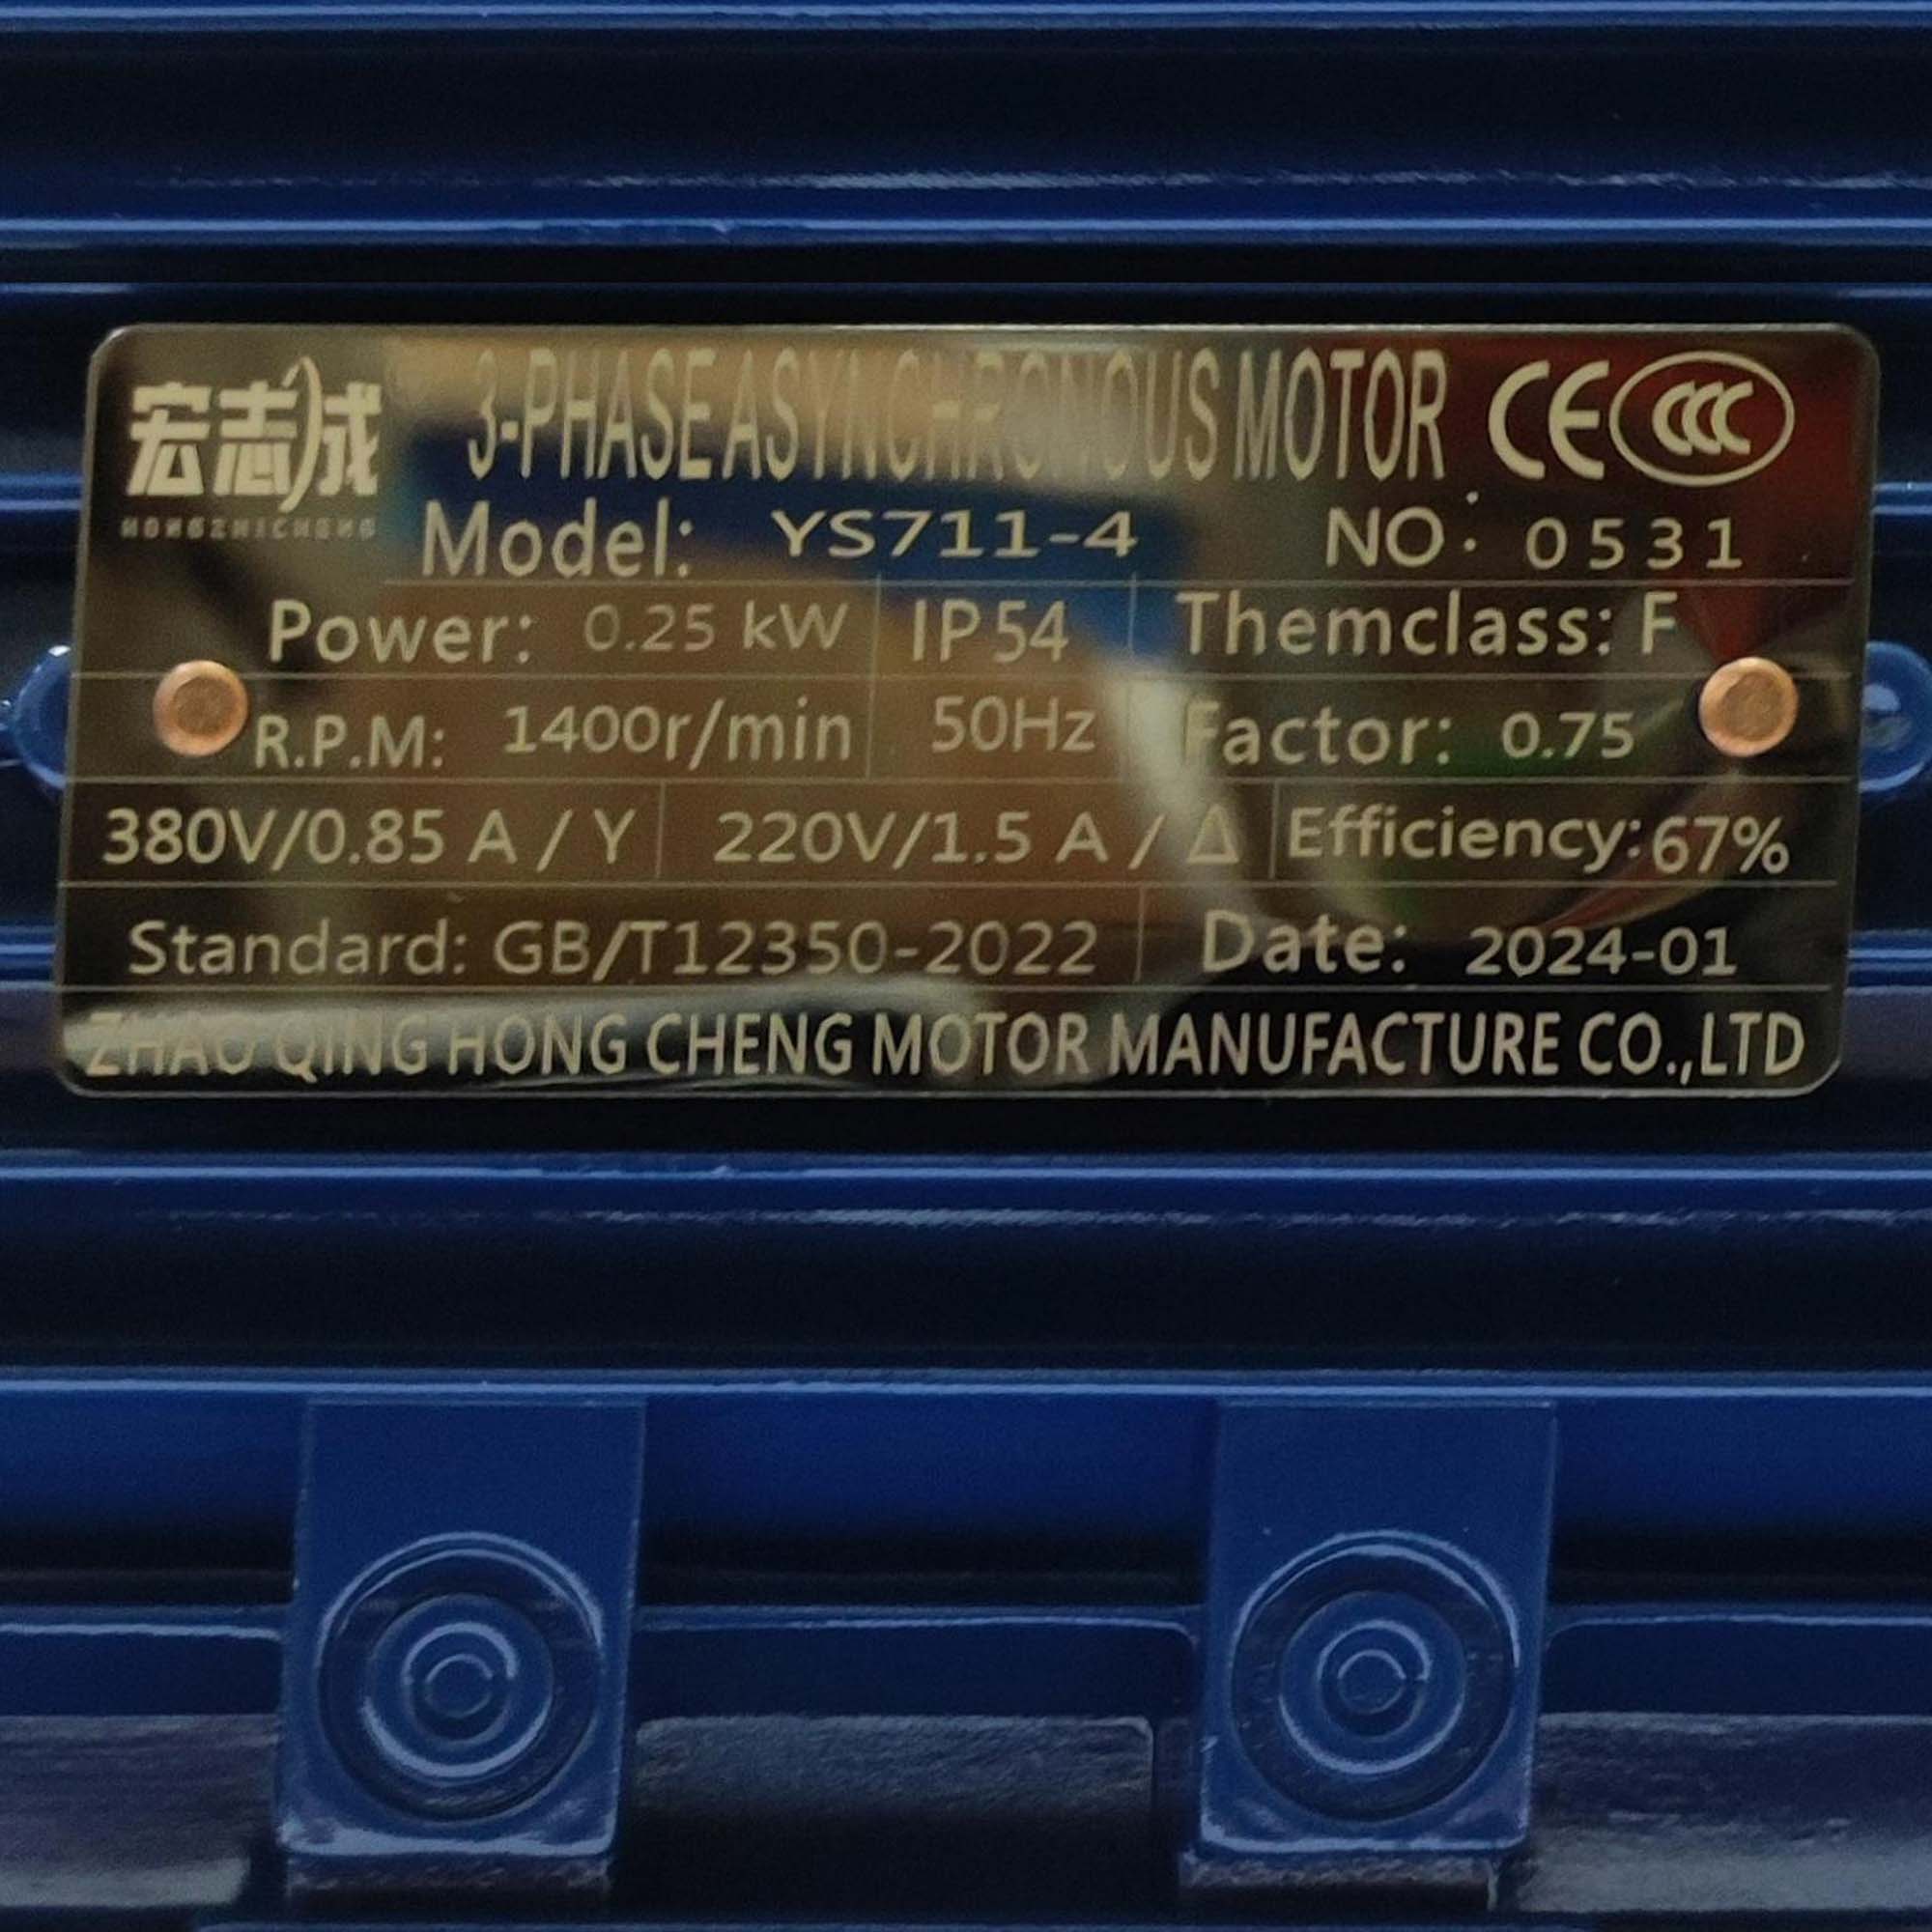 宏志成 3-PHASE ASYNCHRONOUS MOTOR CE CCC
HONGZHICHENG
Model: YS711-4 NO: 0531
Power: 0.25 kW IP54 Themclass: F
R.P.M: 1400r/min 50Hz Factor: 0.75
380V/0.85 A / Y 220V/1.5 A / Δ Efficiency: 67%
Standard: GB/T12350-2022 Date: 2024-01
ZHAO QING HONG CHENG MOTOR MANUFACTURE CO.,LTD